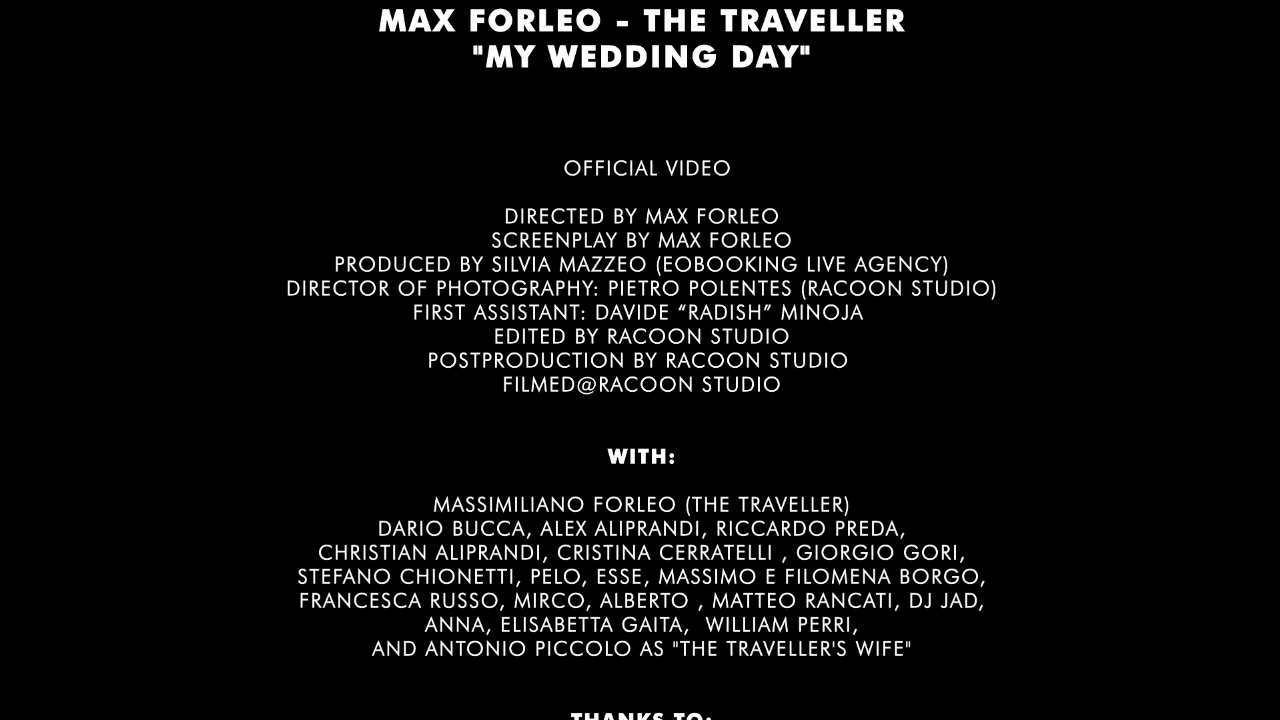 MAX FORLEO - THE TRAVELLER
"MY WEDDING DAY"
OFFICIAL VIDEO
DIRECTED BY MAX FORLEO
SCREENPLAY BY MAX FORLEO
PRODUCED BY SILVIA MAZZEO (EOBOOKING LIVE AGENCY)
DIRECTOR OF PHOTOGRAPHY: PIETRO POLENTES (RACOON STUDIO)
FIRST ASSISTANT: DAVIDE “RADISH” MINOJA
EDITED BY RACOON STUDIO
POSTPRODUCTION BY RACOON STUDIO
FILMED@RACOON STUDIO
WITH:
MASSIMILIANO FORLEO (THE TRAVELLER)
DARIO BUCCA, ALEX ALIPRANDI, RICCARDO PREDA,
CHRISTIAN ALIPRANDI, CRISTINA CERRATELLI , GIORGIO GORI,
STEFANO CHIONETTI, PELO, ESSE, MASSIMO E FILOMENA BORGO,
FRANCESCA RUSSO, MIRCO, ALBERTO , MATTEO RANCATI, DJ JAD,
ANNA, ELISABETTA GAITA,  WILLIAM PERRI,
AND ANTONIO PICCOLO AS "THE TRAVELLER'S WIFE"
THANKS TO: